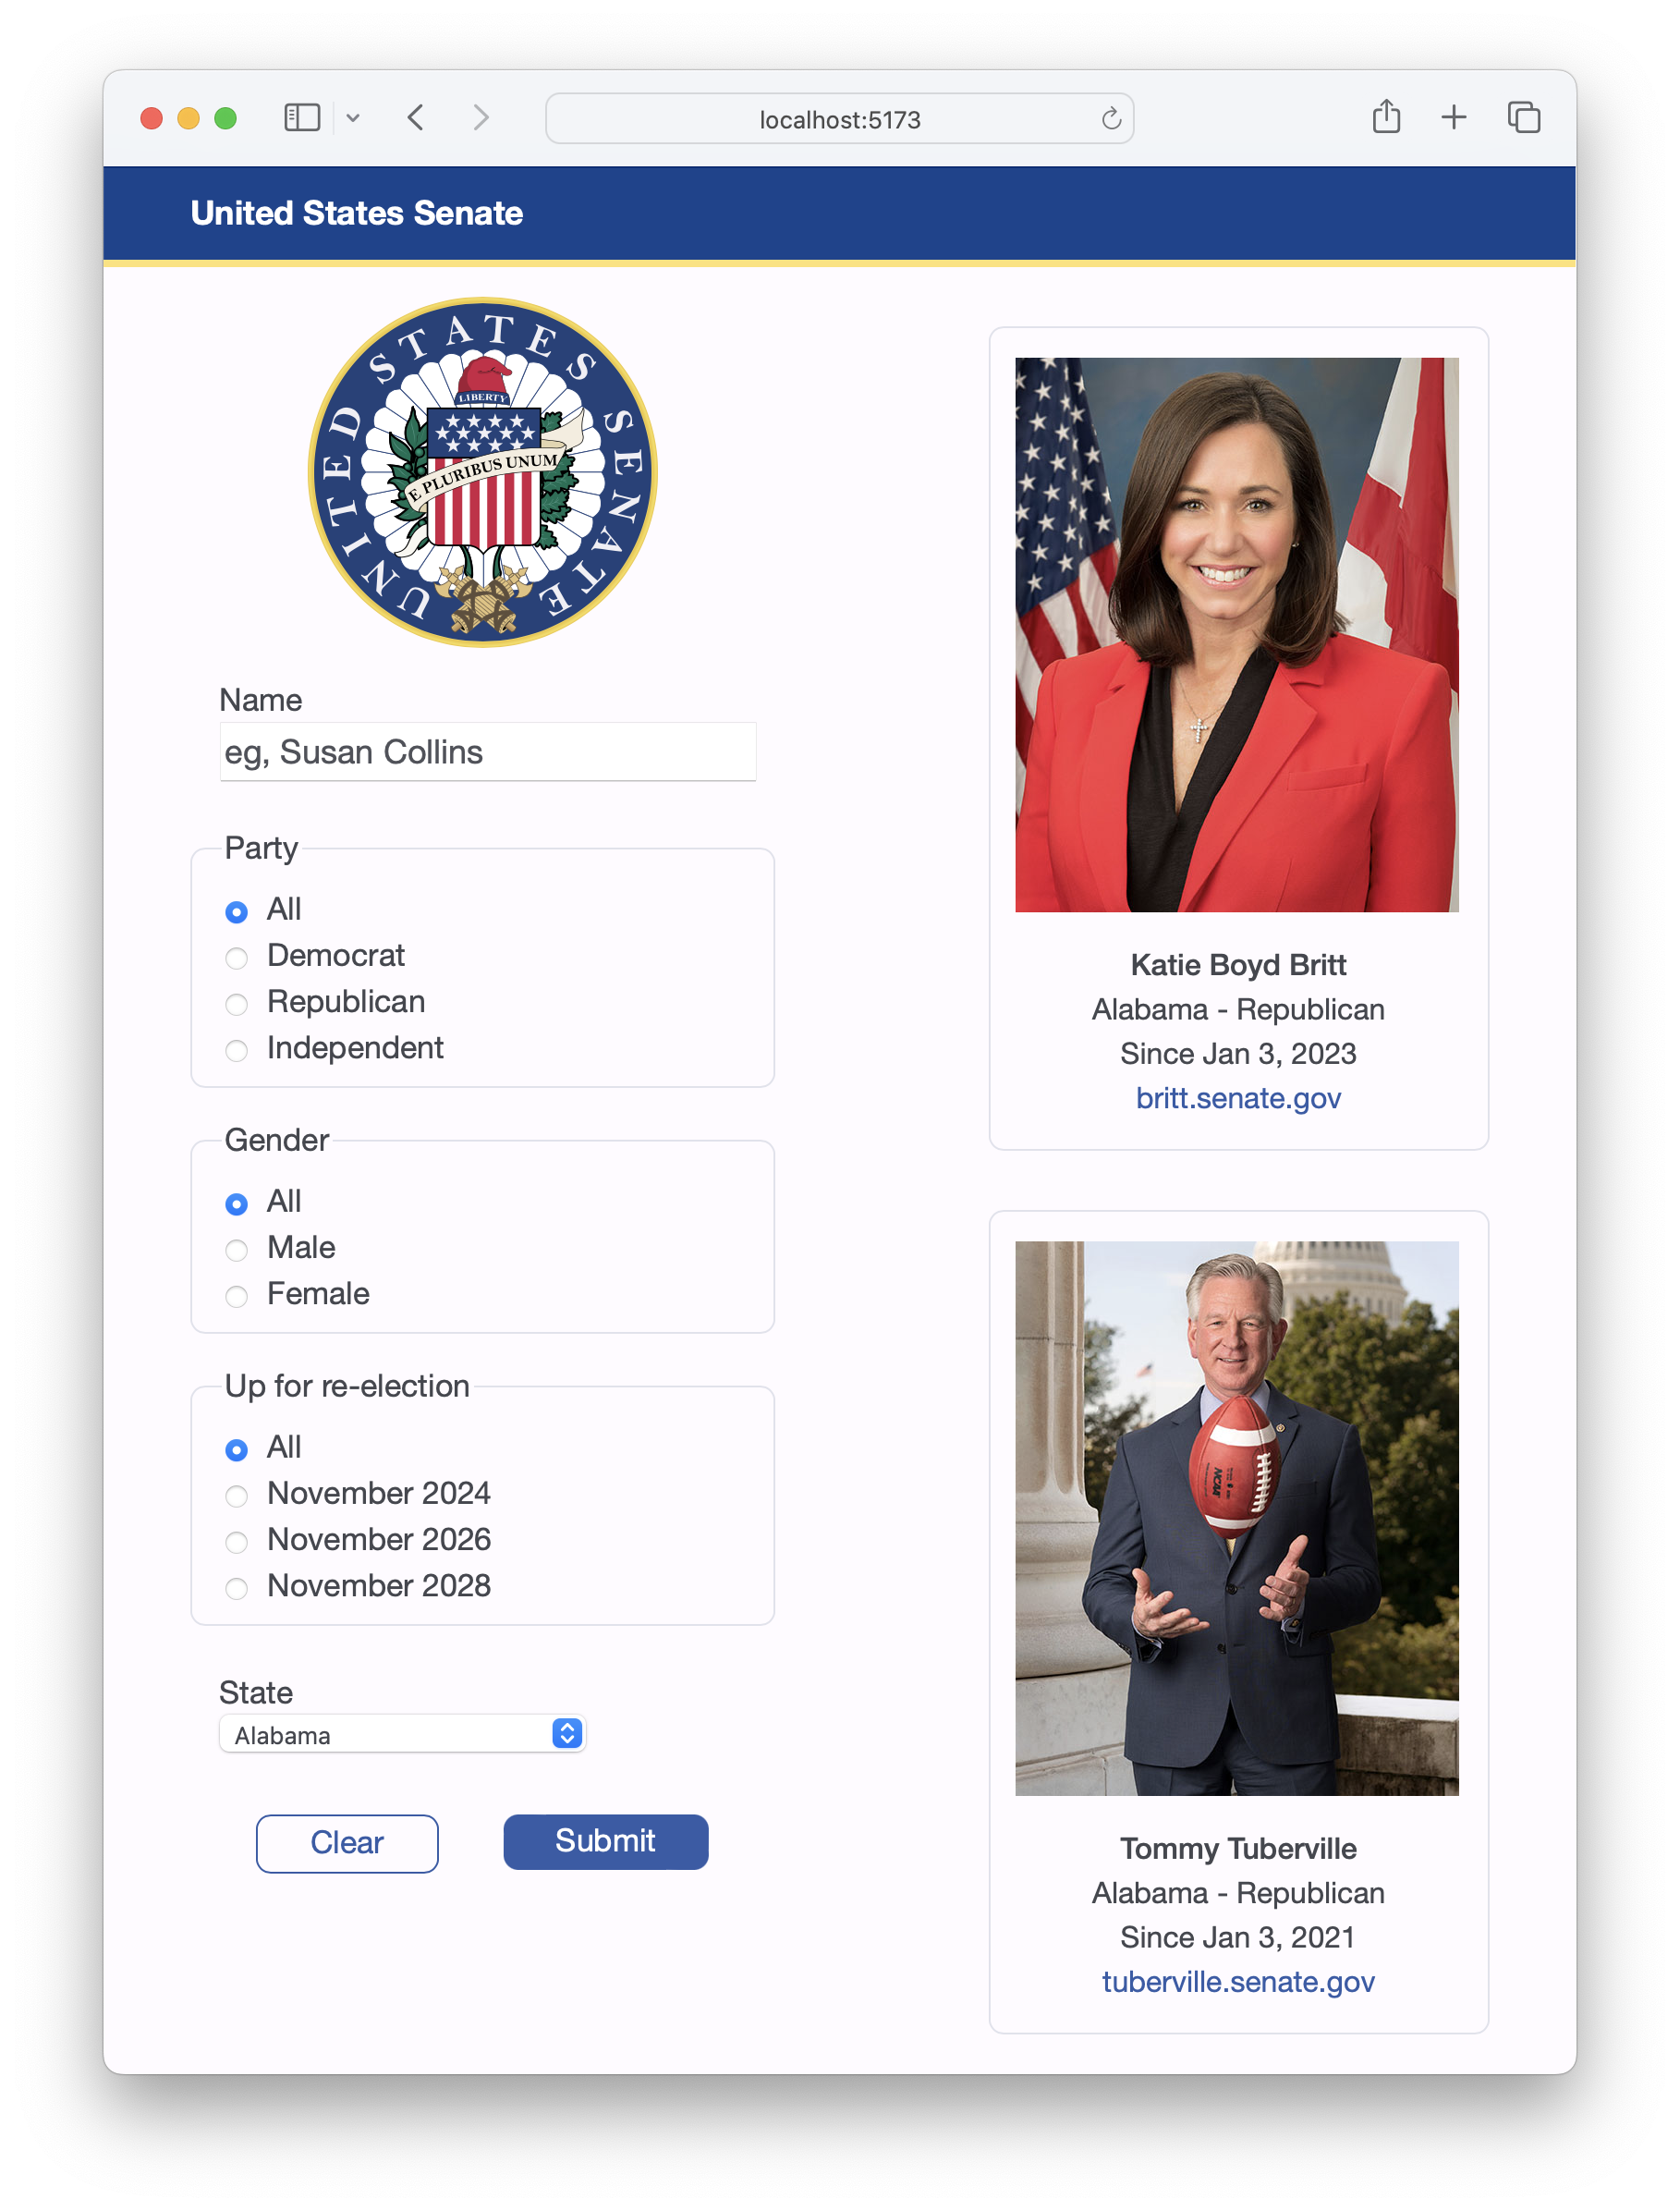 localhost:5173
United States Senate
UNITED STATES SENATE
LIBERTY
E PLURIBUS UNUM
Name
eg, Susan Collins
Party
All
Democrat
Republican
Independent
Gender
All
Male
Female
Up for re-election
All
November 2024
November 2026
November 2028
State
Alabama
Clear
Submit
Katie Boyd Britt
Alabama - Republican
Since Jan 3, 2023
britt.senate.gov
NCAA
Tommy Tuberville
Alabama - Republican
Since Jan 3, 2021
tuberville.senate.gov